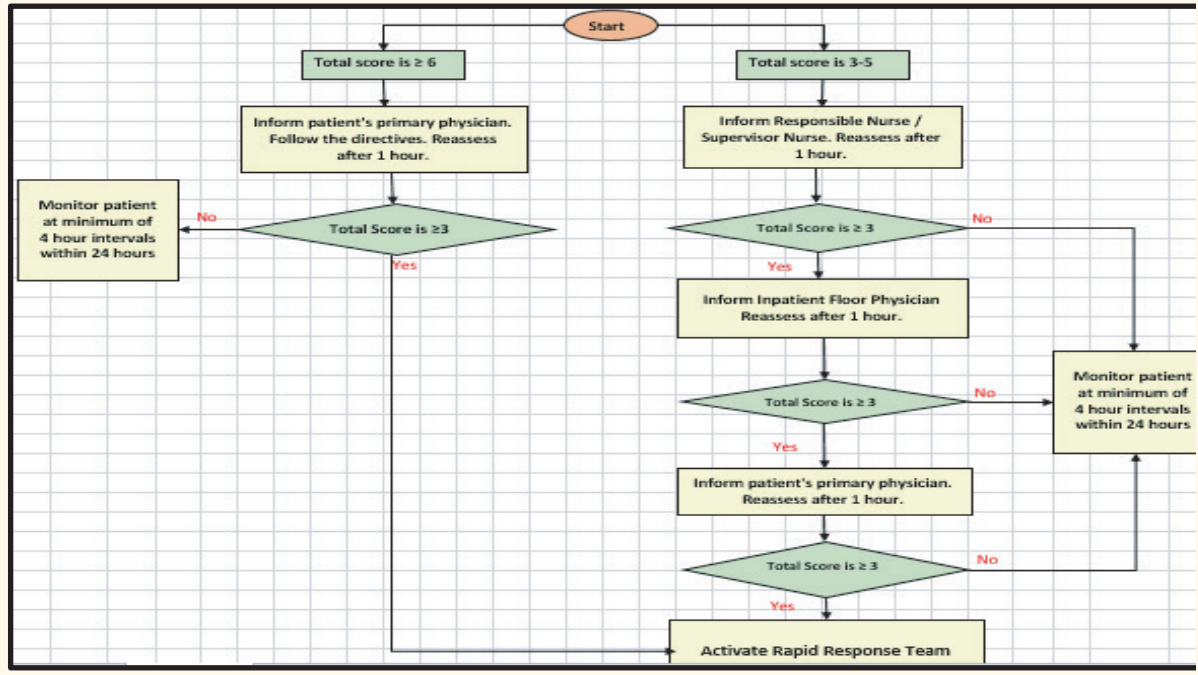 Start
Total score is ≥ 6
Total score is 3-5
Inform patient's primary physician.
Follow the directives. Reassess
after 1 hour.
Inform Responsible Nurse /
Supervisor Nurse. Reassess after
1 hour.
Monitor patient
at minimum of
4 hour intervals
within 24 hours
No
Total Score is ≥3
Yes
Total Score is ≥ 3
No
Yes
Inform Inpatient Floor Physician
Reassess after 1 hour.
Total Score is ≥ 3
No
Monitor patient
at minimum of
4 hour intervals
within 24 hours
Yes
Inform patient's primary physician.
Reassess after 1 hour.
Total Score is ≥ 3
No
Yes
Activate Rapid Response Team